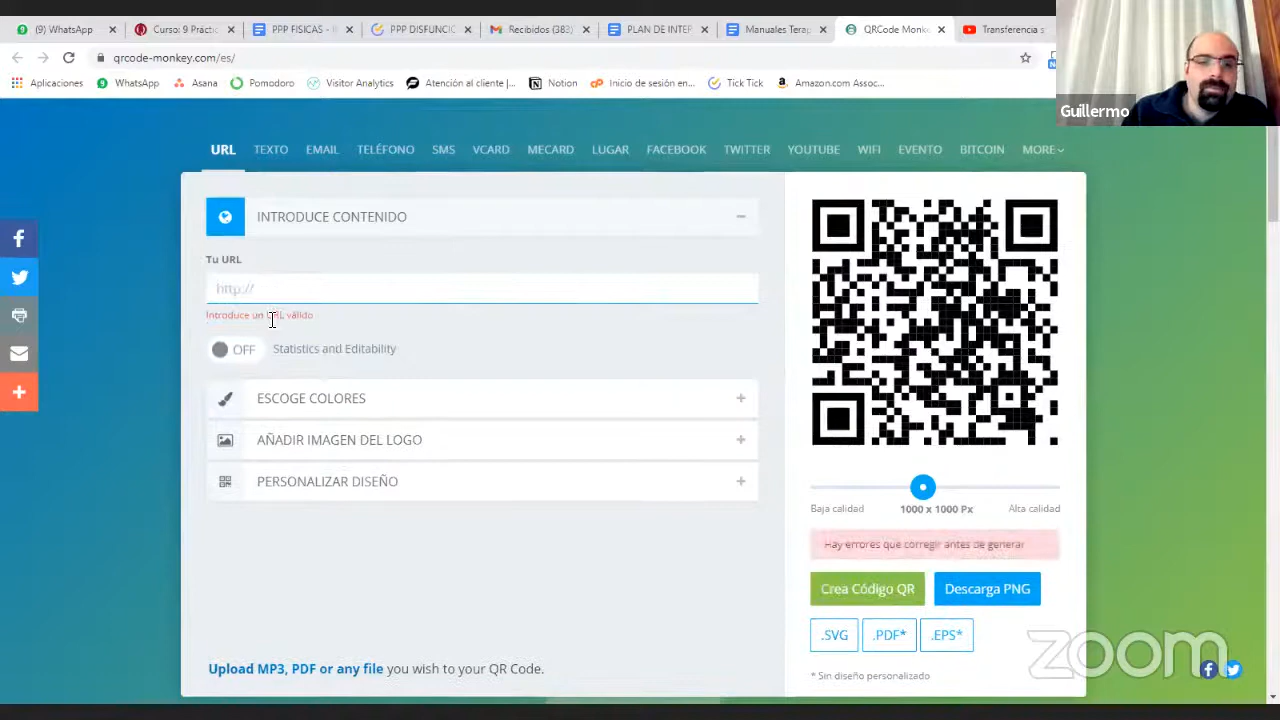 (9) WhatsApp
Curso: 9 Práctic
PPP FISICAS - R
PPP DISFUNCIO
Recibidos (383)
PLAN DE INTER
Manuales Terap
QRCode Monk
Transferencia s
qrcode-monkey.com/es/
Aplicaciones
WhatsApp
Asana
Pomodoro
Visitor Analytics
Atención al cliente |...
Notion
Inicio de sesión en...
Tick Tick
Amazon.com Assoc...
Guillermo
URL
TEXTO
EMAIL
TELÉFONO
SMS
VCARD
MECARD
LUGAR
FACEBOOK
TWITTER
YOUTUBE
WIFI
EVENTO
BITCOIN
MORE
INTRODUCE CONTENIDO
Tu URL
http://
Introduce un URL válido
OFF
Statistics and Editability
ESCOGE COLORES
AÑADIR IMAGEN DEL LOGO
PERSONALIZAR DISEÑO
Upload MP3, PDF or any file you wish to your QR Code.
Baja calidad
1000 x 1000 Px
Alta calidad
Hay errores que corregir antes de generar
Crea Código QR
Descarga PNG
.SVG
.PDF*
.EPS*
* Sin diseño personalizado
zoom